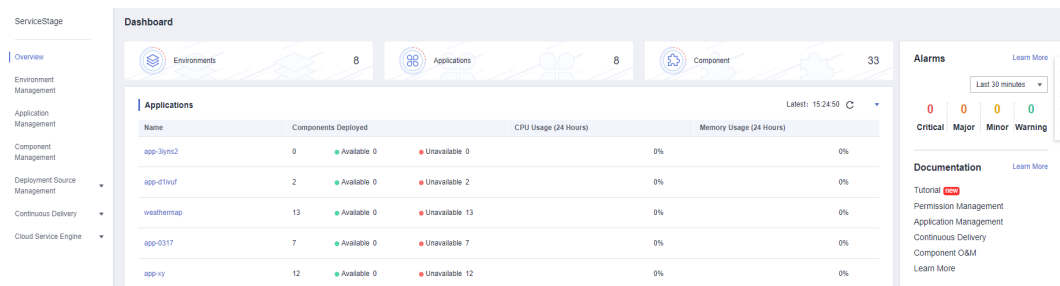 ServiceStage
Overview
Environment
Management
Application
Management
Component
Management
Deployment Source
Management
Continuous Delivery
Cloud Service Engine
Dashboard
Environments 8
Applications 8
Component 33
Applications Latest: 15:24:50
Name Components Deployed CPU Usage (24 Hours) Memory Usage (24 Hours)
app-3lyns2 0 Available 0 Unavailable 0 0% 0%
app-d1ivuf 2 Available 0 Unavailable 2 0% 0%
weathermap 13 Available 0 Unavailable 13 0% 0%
app-0317 7 Available 0 Unavailable 7 0% 0%
app-xy 12 Available 0 Unavailable 12 0% 0%
Alarms Learn More
Last 30 minutes
0 0 0 0
Critical Major Minor Warning
Documentation Learn More
Tutorial new
Permission Management
Application Management
Continuous Delivery
Component O&M
Learn More